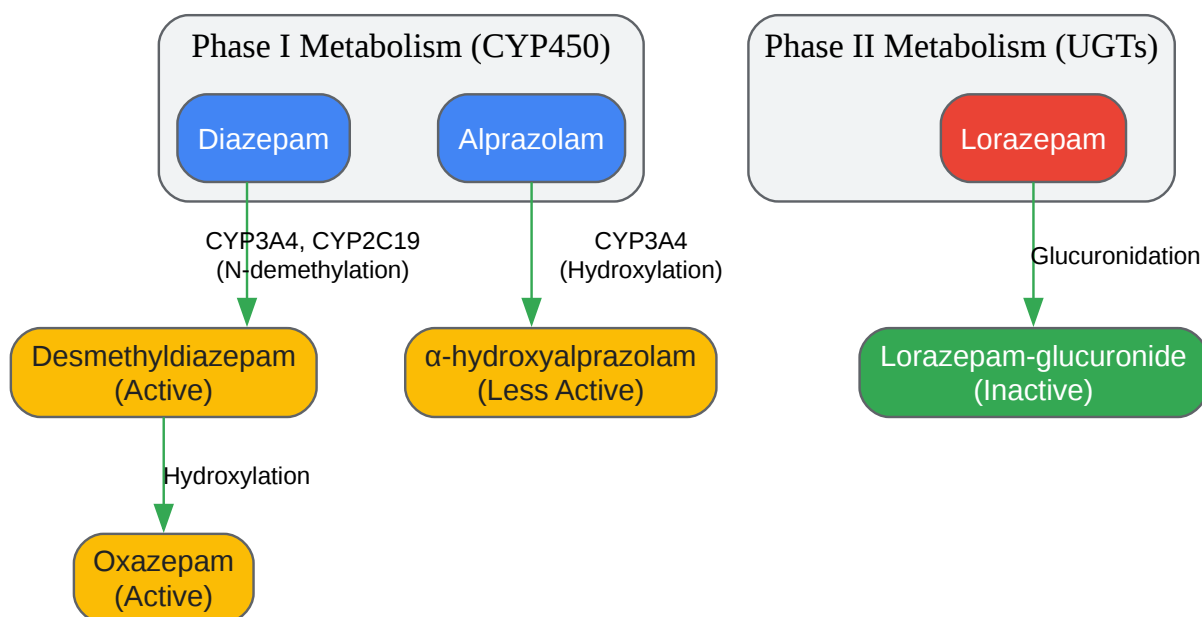 Phase I Metabolism (CYP450)
Phase II Metabolism (UGTs)
Diazepam
Alprazolam
Lorazepam
CYP3A4, CYP2C19
(N-demethylation)
CYP3A4
(Hydroxylation)
Glucuronidation
Desmethyldiazepam
(Active)
α-hydroxyalprazolam
(Less Active)
Lorazepam-glucuronide
(Inactive)
Hydroxylation
Oxazepam
(Active)